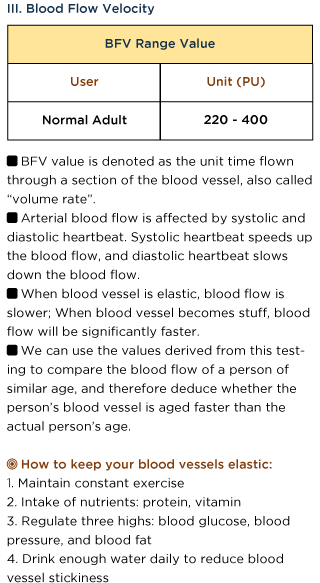 III. Blood Flow Velocity
BFV Range Value
User Unit (PU)
Normal Adult 220 - 400
BFV value is denoted as the unit time flown
through a section of the blood vessel, also called
“volume rate”.
Arterial blood flow is affected by systolic and
diastolic heartbeat. Systolic heartbeat speeds up
the blood flow, and diastolic heartbeat slows
down the blood flow.
When blood vessel is elastic, blood flow is
slower; When blood vessel becomes stuff, blood
flow will be significantly faster.
We can use the values derived from this test-
ing to compare the blood flow of a person of
similar age, and therefore deduce whether the
person’s blood vessel is aged faster than the
actual person’s age.
How to keep your blood vessels elastic:
1. Maintain constant exercise
2. Intake of nutrients: protein, vitamin
3. Regulate three highs: blood glucose, blood
pressure, and blood fat
4. Drink enough water daily to reduce blood
vessel stickiness